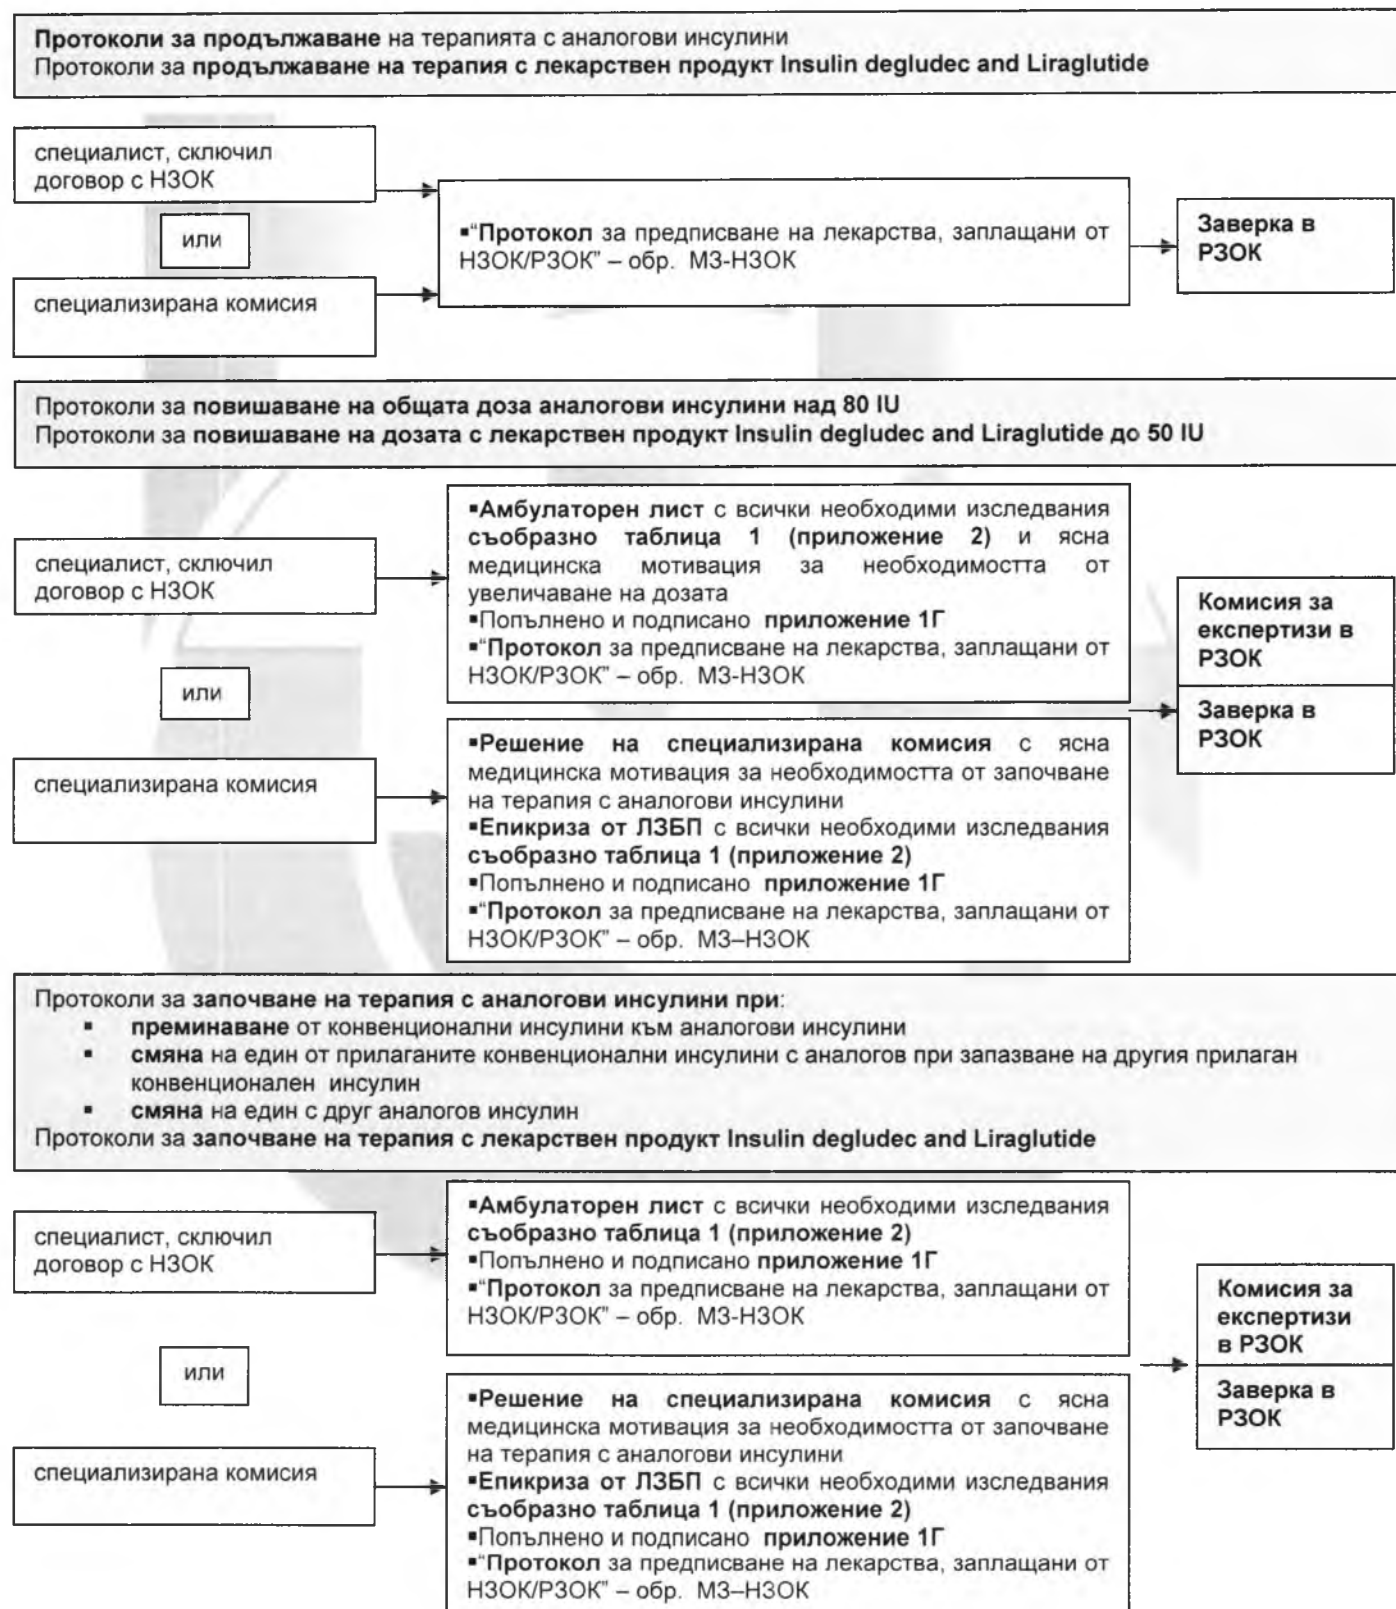 Протоколи за продължаване на терапията с аналогови инсулини
Протоколи за продължаване на терапия с лекарствен продукт Insulin degludec and Liraglutide
специалист, сключил
договор с НЗОК
или
специализирана комисия
▪“Протокол за предписване на лекарства, заплащани от
НЗОК/РЗОК” – обр. МЗ-НЗОК
Заверка в
РЗОК
Протоколи за повишаване на общата доза аналогови инсулини над 80 IU
Протоколи за повишаване на дозата с лекарствен продукт Insulin degludec and Liraglutide до 50 IU
специалист, сключил
договор с НЗОК
или
специализирана комисия
▪Амбулаторен лист с всички необходими изследвания
съобразно таблица 1 (приложение 2) и ясна
медицинска мотивация за необходимостта от
увеличаване на дозата
▪Попълнено и подписано приложение 1Г
▪“Протокол за предписване на лекарства, заплащани от
НЗОК/РЗОК” – обр. МЗ-НЗОК
▪Решение на специализирана комисия с ясна
медицинска мотивация за необходимостта от започване
на терапия с аналогови инсулини
▪Епикриза от ЛЗБП с всички необходими изследвания
съобразно таблица 1 (приложение 2)
▪Попълнено и подписано приложение 1Г
▪“Протокол за предписване на лекарства, заплащани от
НЗОК/РЗОК” – обр. МЗ–НЗОК
Комисия за
експертизи в
РЗОК
Заверка в
РЗОК
Протоколи за започване на терапия с аналогови инсулини при:
▪ преминаване от конвенционални инсулини към аналогови инсулини
▪ смяна на един от прилаганите конвенционални инсулини с аналогов при запазване на другия прилаган
конвенционален инсулин
▪ смяна на един с друг аналогов инсулин
Протоколи за започване на терапия с лекарствен продукт Insulin degludec and Liraglutide
специалист, сключил
договор с НЗОК
или
специализирана комисия
▪Амбулаторен лист с всички необходими изследвания
съобразно таблица 1 (приложение 2)
▪Попълнено и подписано приложение 1Г
▪“Протокол за предписване на лекарства, заплащани от
НЗОК/РЗОК” – обр. МЗ-НЗОК
▪Решение на специализирана комисия с ясна
медицинска мотивация за необходимостта от започване
на терапия с аналогови инсулини
▪Епикриза от ЛЗБП с всички необходими изследвания
съобразно таблица 1 (приложение 2)
▪Попълнено и подписано приложение 1Г
▪“Протокол за предписване на лекарства, заплащани от
НЗОК/РЗОК” – обр. МЗ–НЗОК
Комисия за
експертизи
в РЗОК
Заверка в
РЗОК